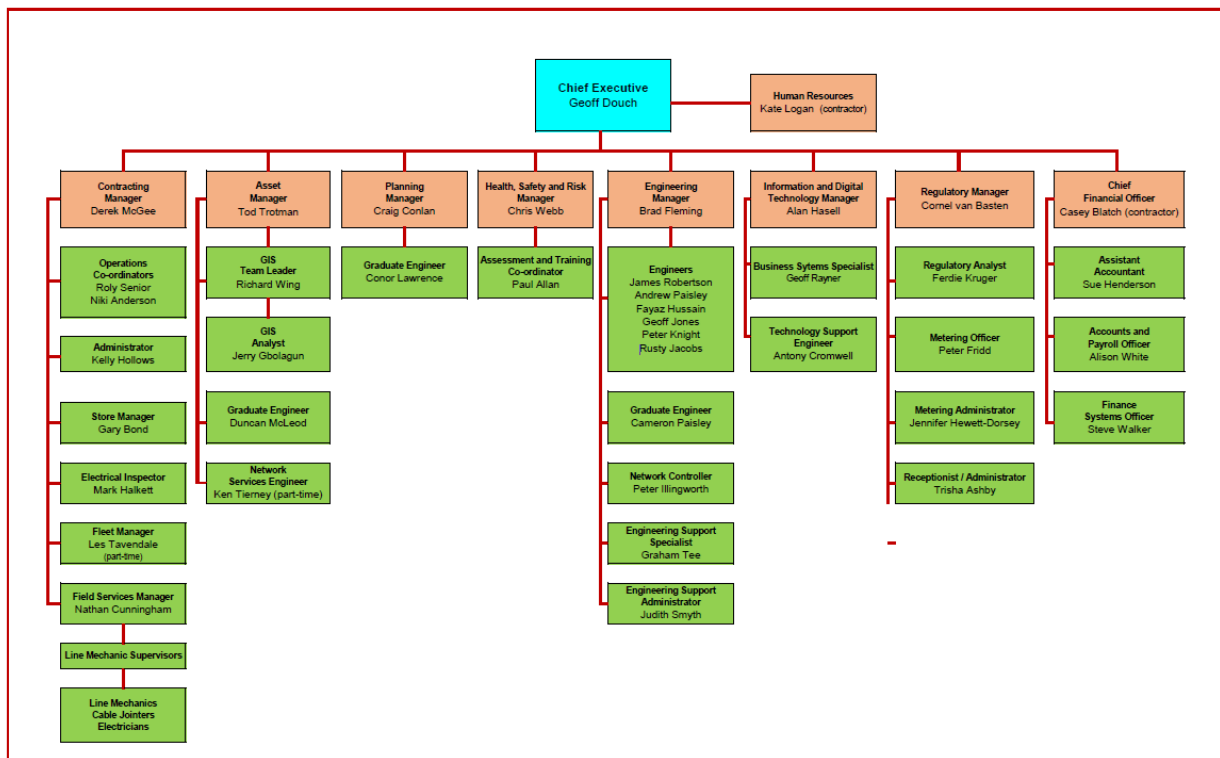 Chief Executive
Geoff Douch
Human Resources
Kate Logan (contractor)
Contracting
Manager
Derek McGee
Asset
Manager
Tod Trotman
Planning
Manager
Craig Conlan
Health, Safety and Risk
Manager
Chris Webb
Engineering
Manager
Brad Fleming
Information and Digital
Technology Manager
Alan Hasell
Regulatory Manager
Cornel van Basten
Chief
Financial Officer
Casey Blatch (contractor)
Operations
Co-ordinators
Roly Senior
Niki Anderson
Administrator
Kelly Hollows
Store Manager
Gary Bond
Electrical Inspector
Mark Halkett
Fleet Manager
Les Tavendale
(part-time)
Field Services Manager
Nathan Cunningham
Line Mechanic Supervisors
Line Mechanics
Cable Jointers
Electricians
GIS
Team Leader
Richard Wing
GIS
Analyst
Jerry Gbolagun
Graduate Engineer
Duncan McLeod
Network
Services Engineer
Ken Tierney (part-time)
Graduate Engineer
Conor Lawrence
Assessment and Training
Co-ordinator
Paul Allan
Engineers
James Robertson
Andrew Paisley
Fayaz Hussain
Geoff Jones
Peter Knight
Rusty Jacobs
Graduate Engineer
Cameron Paisley
Network Controller
Peter Illingworth
Engineering Support
Specialist
Graham Tee
Engineering Support
Administrator
Judith Smyth
Business Sytems Specialist
Geoff Rayner
Technology Support
Engineer
Antony Cromwell
Regulatory Analyst
Ferdie Kruger
Metering Officer
Peter Fridd
Metering Administrator
Jennifer Hewett-Dorsey
Receptionist / Administrator
Trisha Ashby
Assistant
Accountant
Sue Henderson
Accounts and
Payroll Officer
Alison White
Finance
Systems Officer
Steve Walker